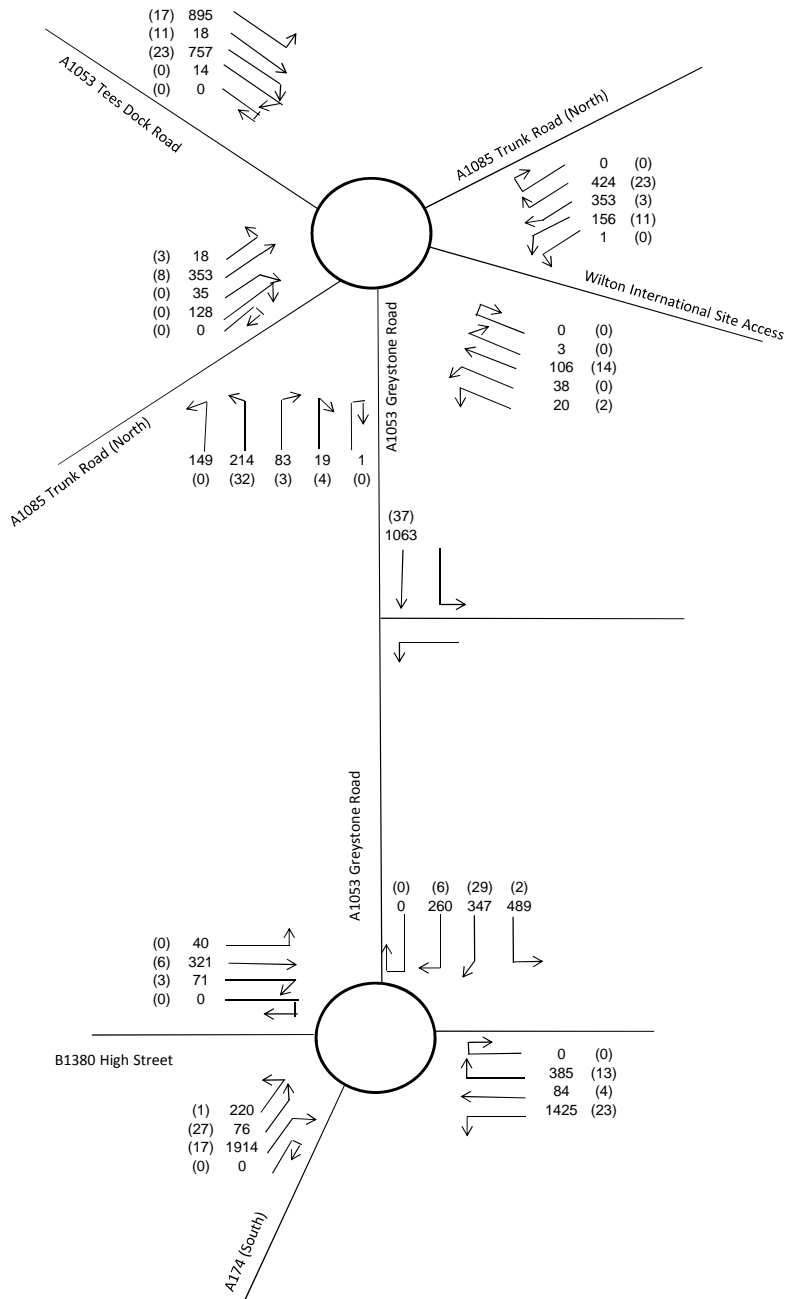 (17) 895
(11) 18
(23) 757
(0) 14
(0) 0
A1053 Tees Dock Road
A1085 Trunk Road (North)
0 (0)
424 (23)
353 (3)
156 (11)
1 (0)
(3) 18
(8) 353
(0) 35
(0) 128
(0) 0
Wilton International Site Access
0 (0)
3 (0)
106 (14)
38 (0)
20 (2)
A1053 Greystone Road
A1085 Trunk Road (North)
149 214 83 19 1
(0) (32) (3) (4) (0)
(37)
1063
A1053 Greystone Road
(0) (6) (29) (2)
0 260 347 489
(0) 40
(6) 321
(3) 71
(0) 0
B1380 High Street
0 (0)
385 (13)
84 (4)
1425 (23)
(1) 220
(27) 76
(17) 1914
(0) 0
A174 (South)